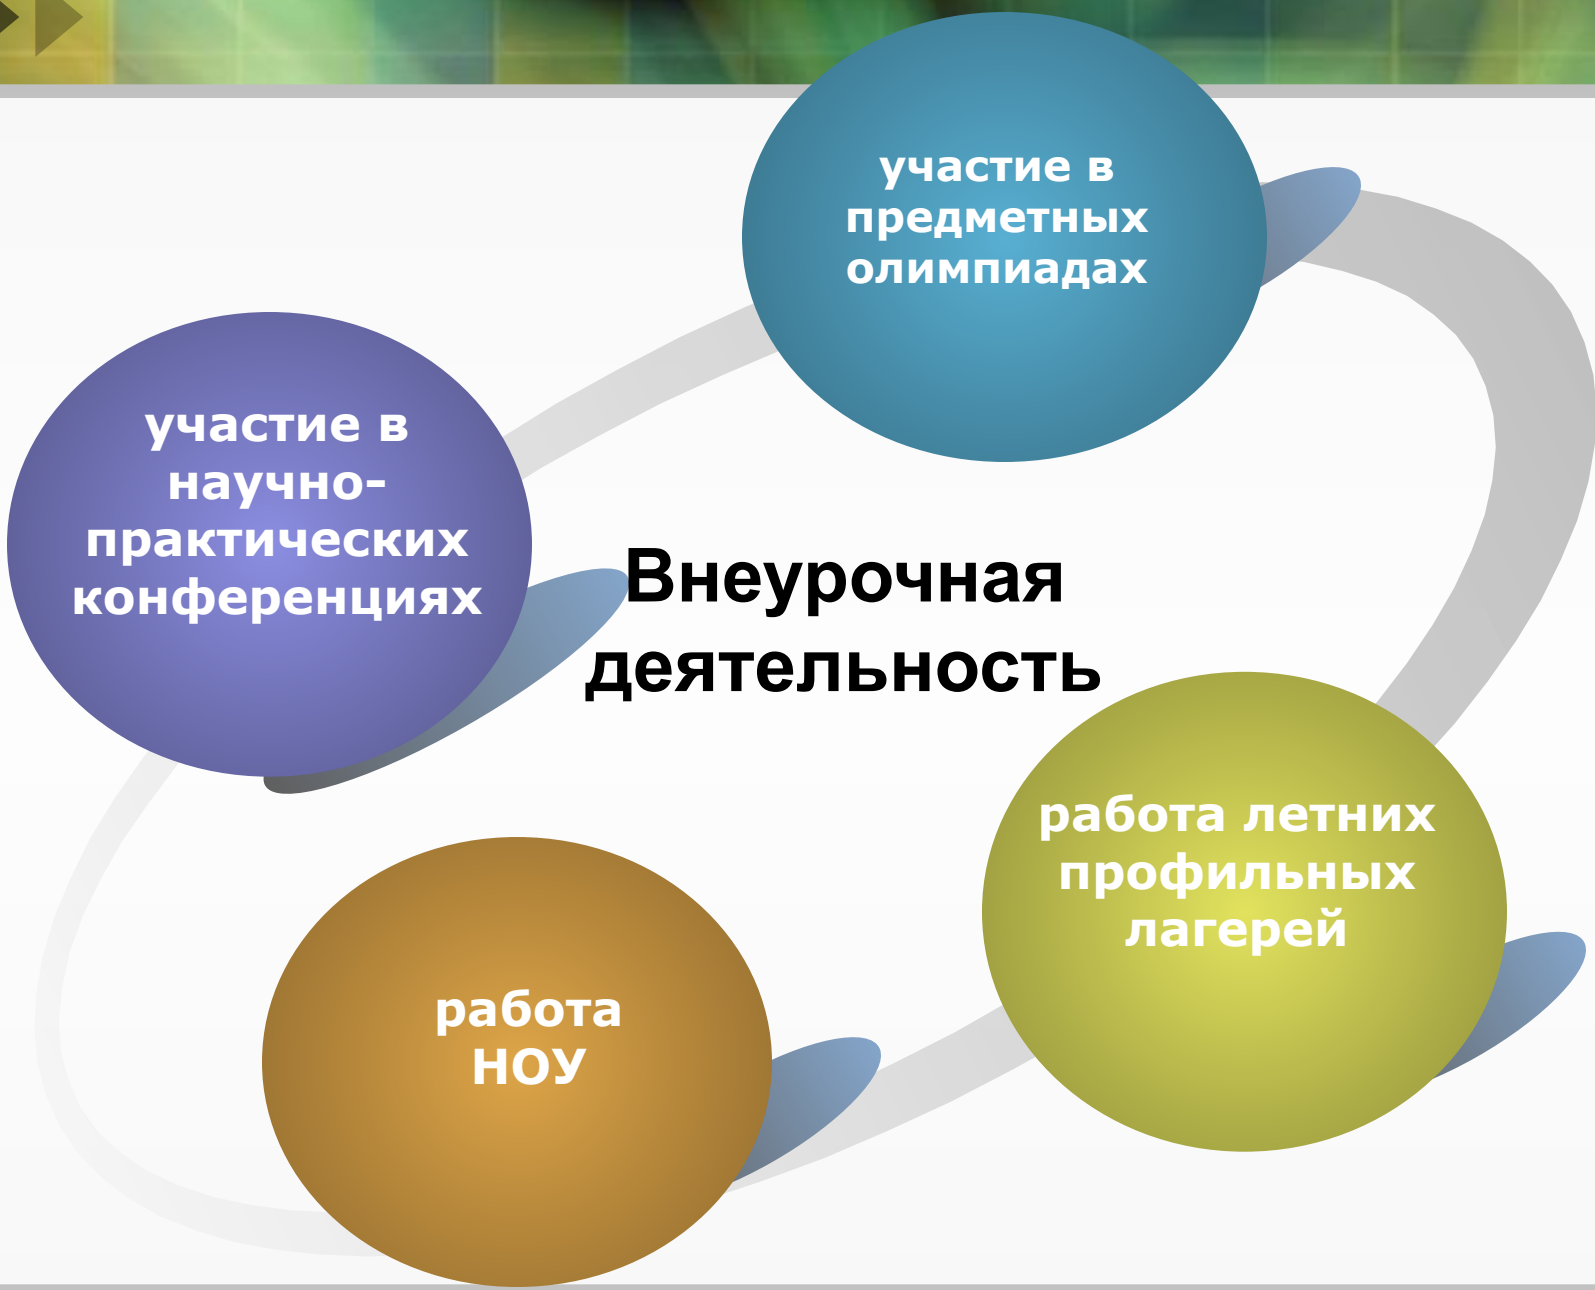 участие в
предметных
олимпиадах
участие в
научно-
практических
конференциях
Внеурочная
деятельность
работа летних
профильных
лагерей
работа
НОУ